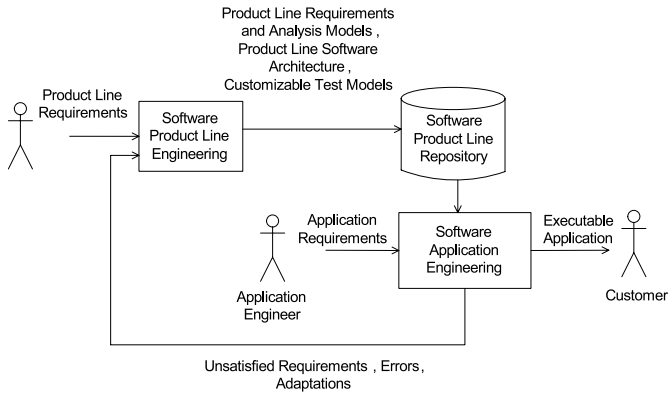 Product Line Requirements
and Analysis Models ,
Product Line Software
Architecture ,
Customizable Test Models
Product Line
Requirements
Software
Product Line
Engineering
Software
Product Line
Repository
Application
Requirements
Software
Application
Engineering
Executable
Application
Application
Engineer
Customer
Unsatisfied Requirements , Errors,
Adaptations